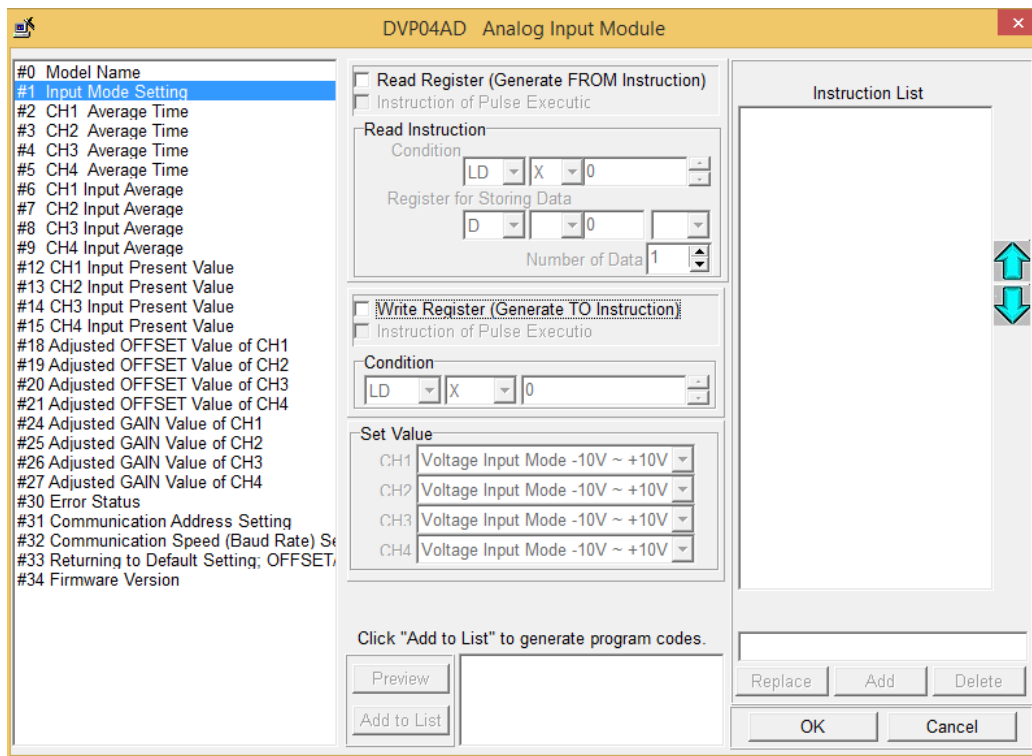 DVP04AD Analog Input Module
#0 Model Name
#1 Input Mode Setting
#2 CH1 Average Time
#3 CH2 Average Time
#4 CH3 Average Time
#5 CH4 Average Time
#6 CH1 Input Average
#7 CH2 Input Average
#8 CH3 Input Average
#9 CH4 Input Average
#12 CH1 Input Present Value
#13 CH2 Input Present Value
#14 CH3 Input Present Value
#15 CH4 Input Present Value
#18 Adjusted OFFSET Value of CH1
#19 Adjusted OFFSET Value of CH2
#20 Adjusted OFFSET Value of CH3
#21 Adjusted OFFSET Value of CH4
#24 Adjusted GAIN Value of CH1
#25 Adjusted GAIN Value of CH2
#26 Adjusted GAIN Value of CH3
#27 Adjusted GAIN Value of CH4
#30 Error Status
#31 Communication Address Setting
#32 Communication Speed (Baud Rate) Se
#33 Returning to Default Setting; OFFSET/
#34 Firmware Version
Read Register (Generate FROM Instruction)
Instruction of Pulse Executic
Read Instruction
Condition
LD X 0
Register for Storing Data
D 0
Number of Data 1
Write Register (Generate TO Instruction)
Instruction of Pulse Executio
Condition
LD X 0
Set Value
CH1 Voltage Input Mode -10V ~ +10V
CH2 Voltage Input Mode -10V ~ +10V
CH3 Voltage Input Mode -10V ~ +10V
CH4 Voltage Input Mode -10V ~ +10V
Click "Add to List" to generate program codes.
Preview
Add to List
Instruction List
Replace Add Delete
OK Cancel